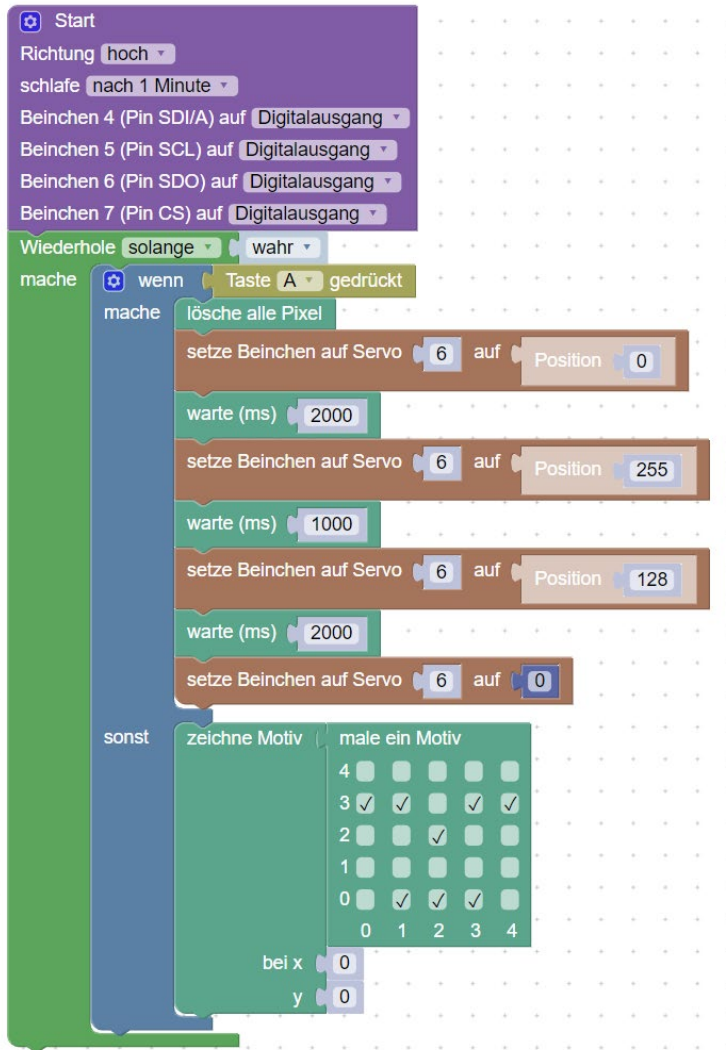 Start
Richtung hoch
schlafe nach 1 Minute
Beinchen 4 (Pin SDI/A) auf Digitalausgang
Beinchen 5 (Pin SCL) auf Digitalausgang
Beinchen 6 (Pin SDO) auf Digitalausgang
Beinchen 7 (Pin CS) auf Digitalausgang
Wiederhole solange wahr
mache wenn Taste A gedrückt
mache lösche alle Pixel
setze Beinchen auf Servo 6 auf Position 0
warte (ms) 2000
setze Beinchen auf Servo 6 auf Position 255
warte (ms) 1000
setze Beinchen auf Servo 6 auf Position 128
warte (ms) 2000
setze Beinchen auf Servo 6 auf 0
sonst zeichne Motiv male ein Motiv
4
3 ✓ ✓ ✓ ✓
2 ✓
1
0 ✓ ✓ ✓
0 1 2 3 4
bei x 0
y 0